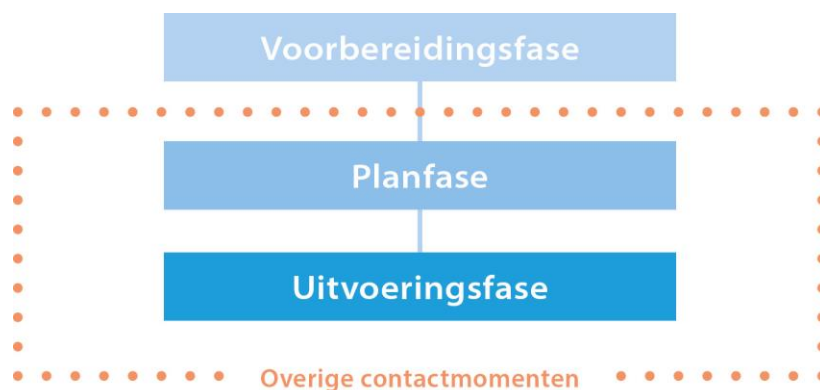 Voorbereidingsfase
Planfase
Uitvoeringsfase
Overige contactmomenten